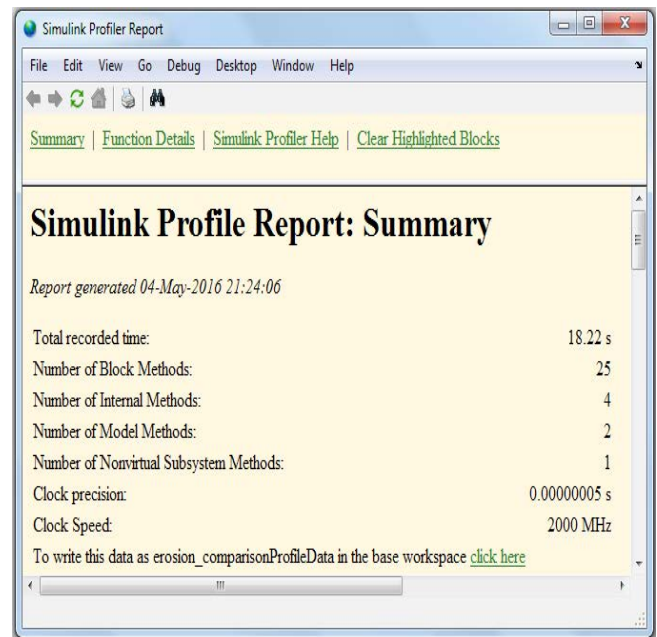 Simulink Profiler Report
File Edit View Go Debug Desktop Window Help
Summary | Function Details | Simulink Profiler Help | Clear Highlighted Blocks
Simulink Profile Report: Summary
Report generated 04-May-2016 21:24:06
Total recorded time: 18.22 s
Number of Block Methods: 25
Number of Internal Methods: 4
Number of Model Methods: 2
Number of Nonvirtual Subsystem Methods: 1
Clock precision: 0.00000005 s
Clock Speed: 2000 MHz
To write this data as erosion_comparisonProfileData in the base workspace click here